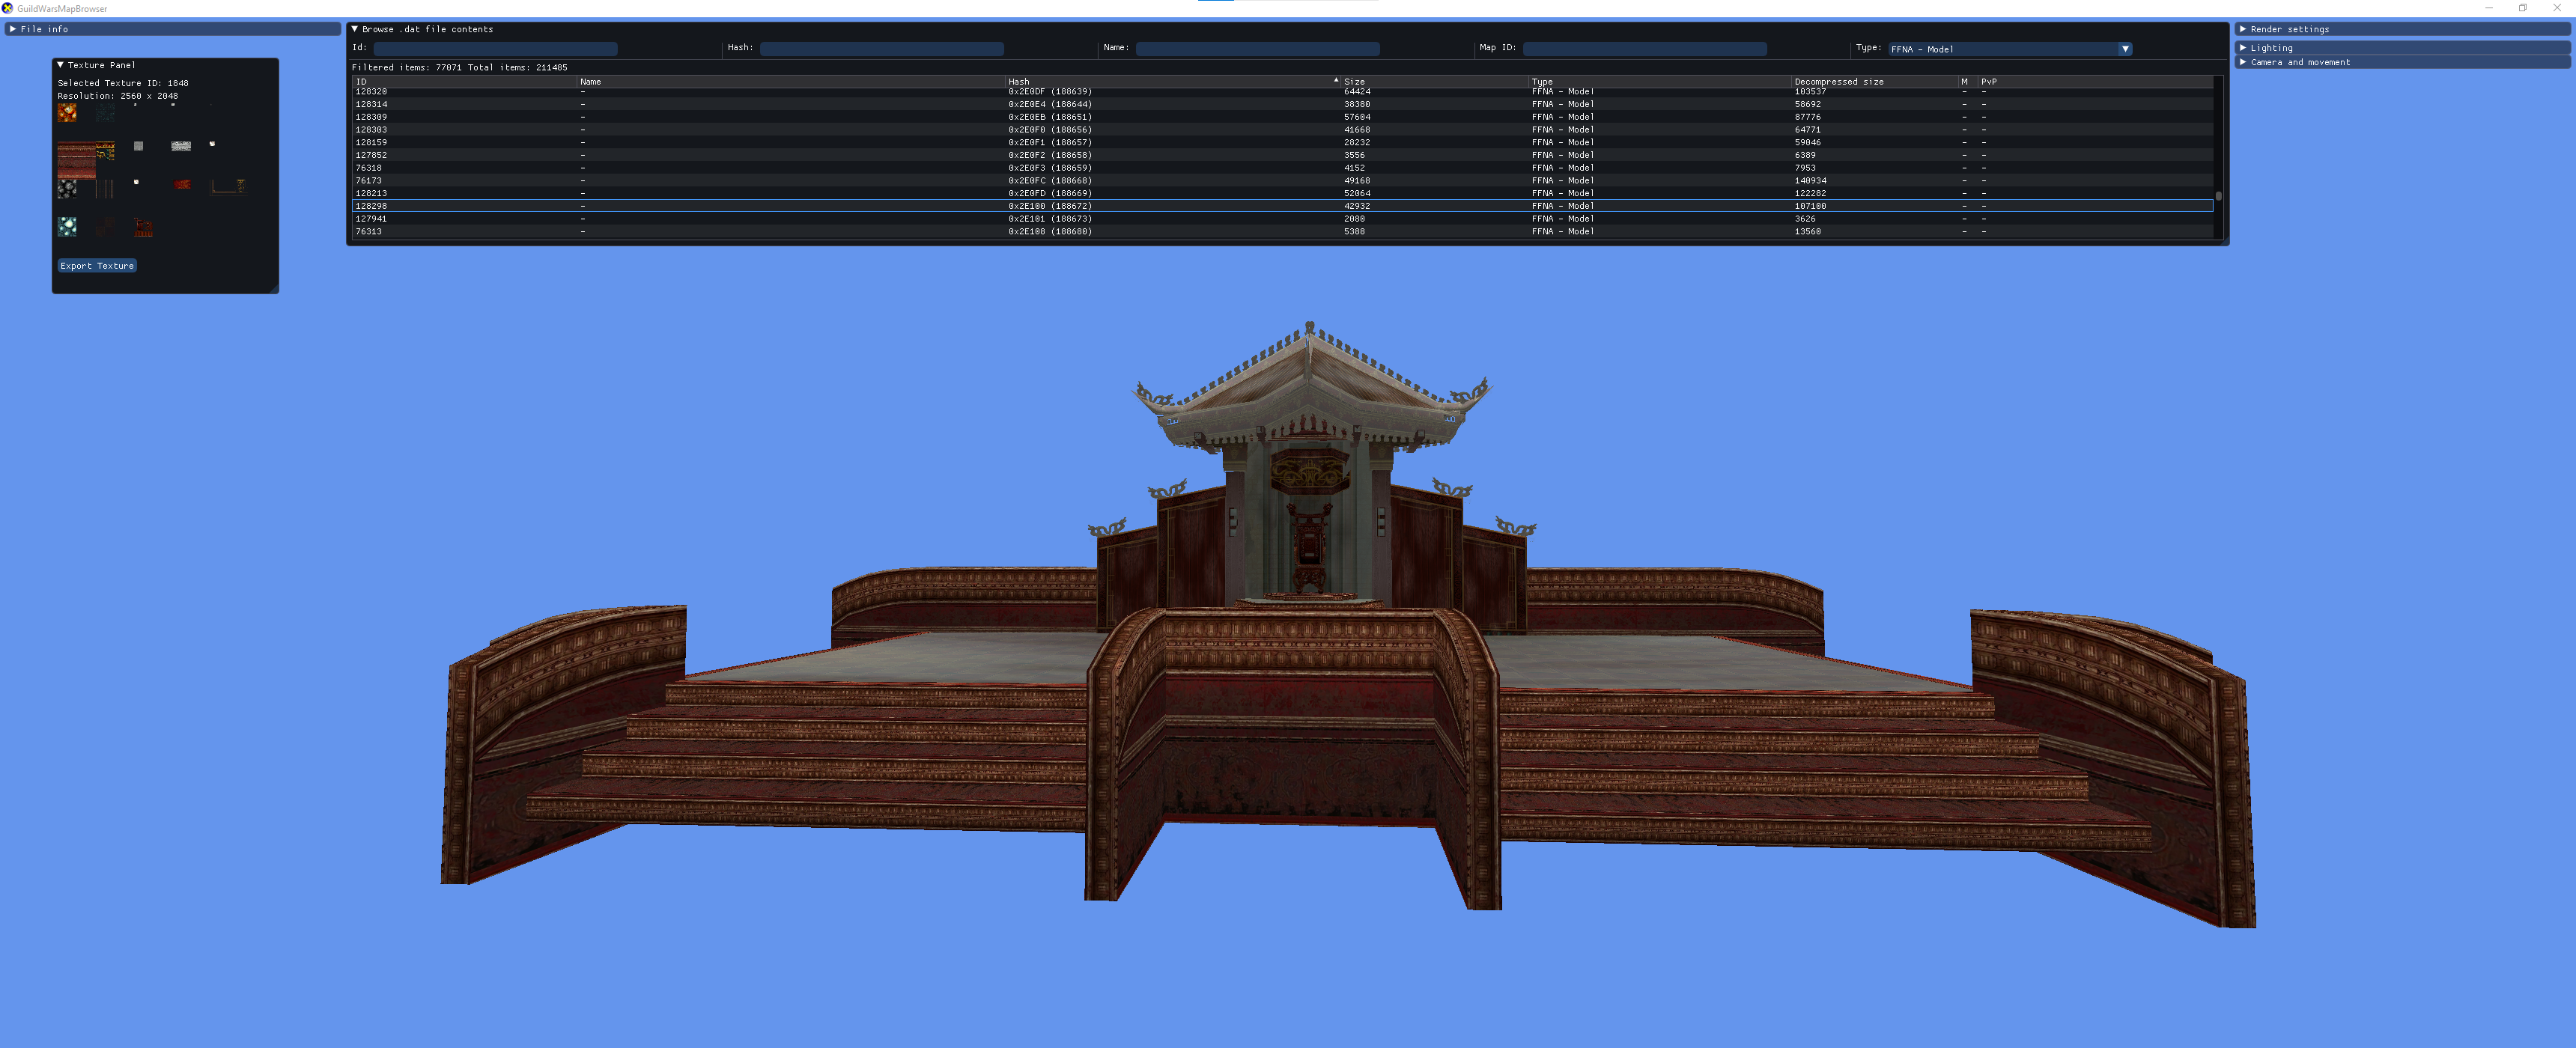 GuildWarsMapBrowser
File info
Browse .dat file contents
Render settings
Lighting
Camera and movement
Id: Hash: Name: Map ID: Type: FFNA - Model
Filtered items: 77071 Total items: 211485
Texture Panel
Selected Texture ID: 1848
Resolution: 2560 x 2048
Export Texture
ID Name Hash Size Type Decompressed size M PvP
128320 - 0x2E0DF (188639) 64424 FFNA - Model 103537 - -
128314 - 0x2E0E4 (188644) 38380 FFNA - Model 58692 - -
128309 - 0x2E0EB (188651) 57604 FFNA - Model 87776 - -
128303 - 0x2E0F0 (188656) 41668 FFNA - Model 64771 - -
128159 - 0x2E0F1 (188657) 28232 FFNA - Model 59046 - -
127852 - 0x2E0F2 (188658) 3556 FFNA - Model 6389 - -
76318 - 0x2E0F3 (188659) 4152 FFNA - Model 7953 - -
76173 - 0x2E0FC (188668) 49168 FFNA - Model 140934 - -
128213 - 0x2E0FD (188669) 52064 FFNA - Model 122282 - -
128298 - 0x2E100 (188672) 42932 FFNA - Model 107100 - -
127941 - 0x2E101 (188673) 2080 FFNA - Model 3626 - -
76313 - 0x2E108 (188680) 5388 FFNA - Model 13560 - -